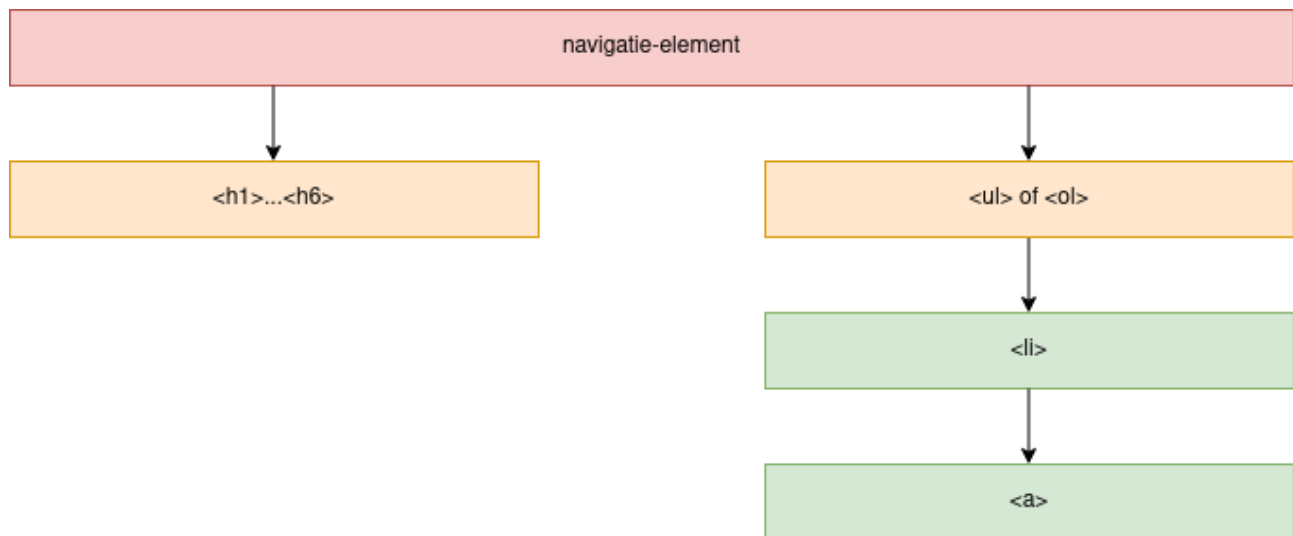 navigatie-element
<h1>...<h6>
<ul> of <ol>
<li>
<a>